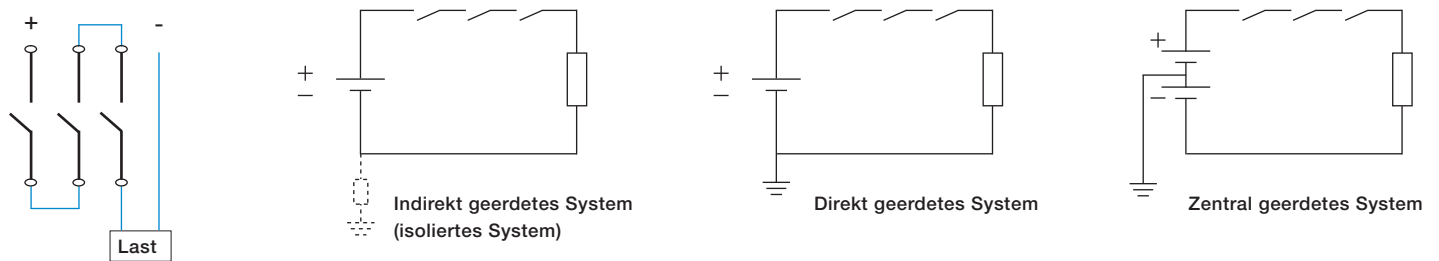 + -
Last
+
–
Indirekt geerdetes System
(isoliertes System)
+
–
Direkt geerdetes System
+
–
Zentral geerdetes System